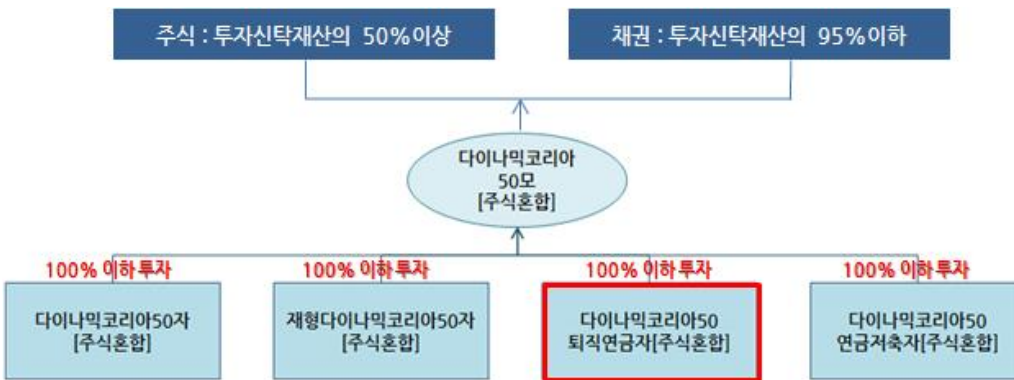 주식 : 투자신탁재산의 50%이상
채권 : 투자신탁재산의 95%이하
다이나믹코리아
50모
[주식혼합]
100% 이하 투자
100% 이하 투자
100% 이하 투자
100% 이하 투자
다이나믹코리아50자
[주식혼합]
재형다이나믹코리아50자
[주식혼합]
다이나믹코리아50
퇴직연금자[주식혼합]
다이나믹코리아50
연금저축자[주식혼합]